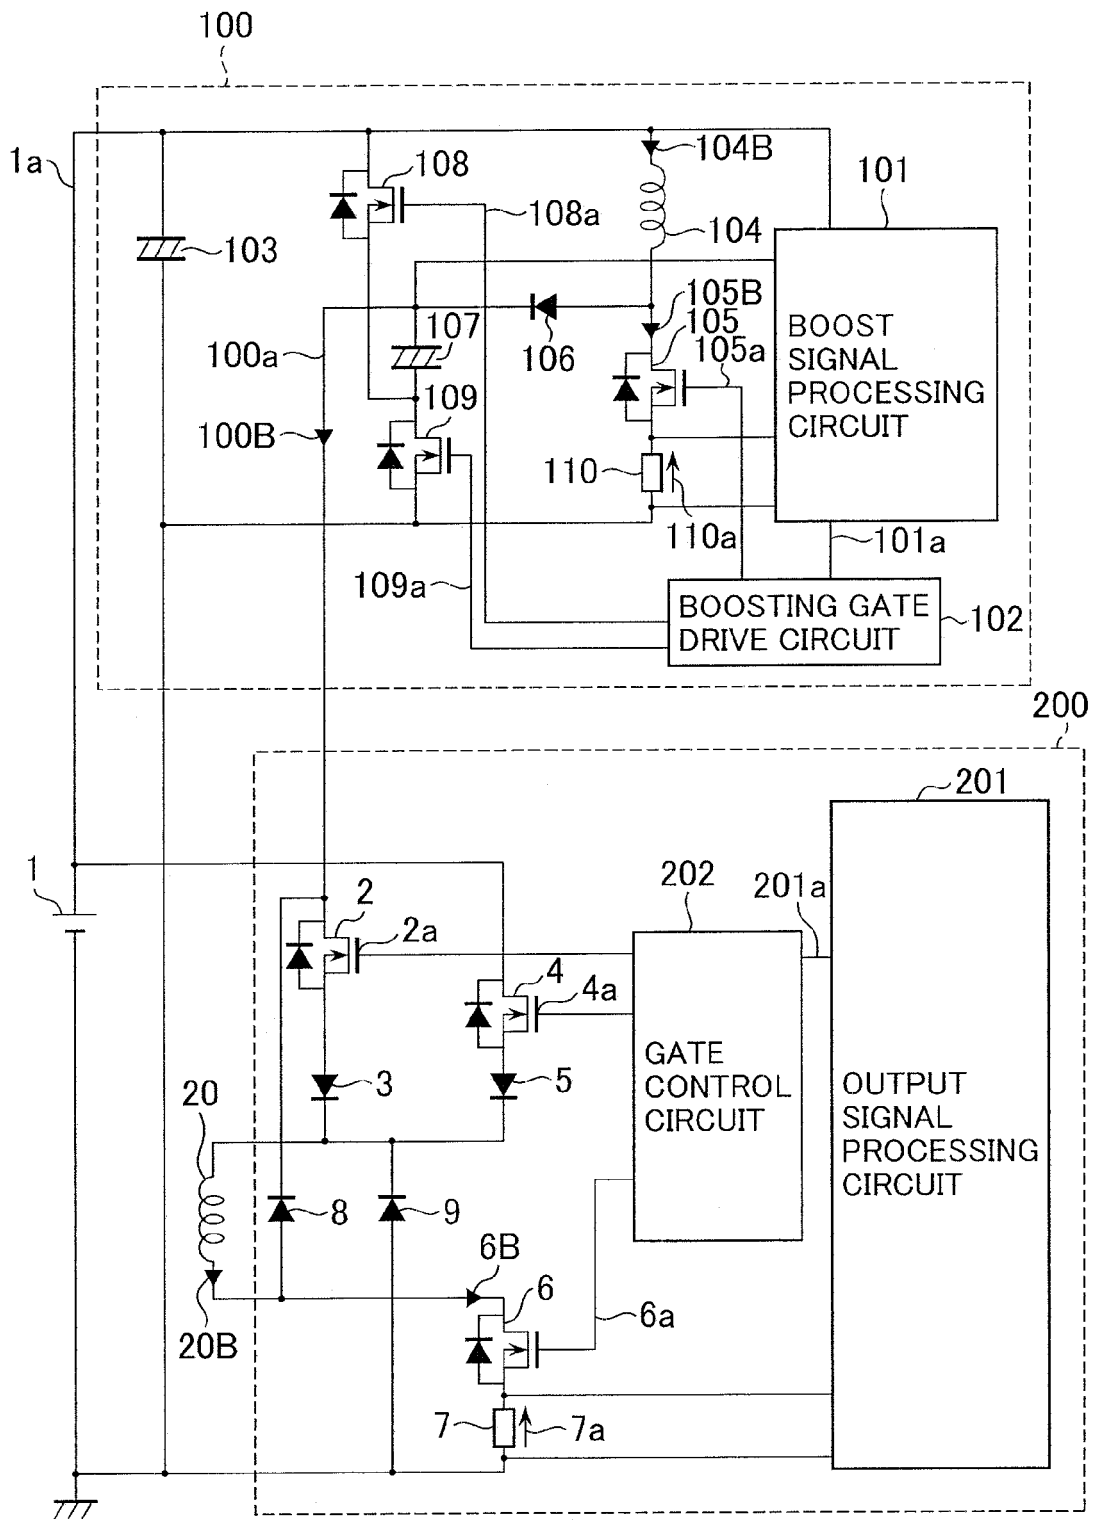 100
1a
108
104B
101
108a
104
103
105B
105
107
106
105a
BOOST
SIGNAL
PROCESSING
CIRCUIT
100a
109
100B
110
110a
101a
109a
BOOSTING GATE
DRIVE CIRCUIT
102
200
201
1
2
2a
202
201a
4
4a
GATE
CONTROL
CIRCUIT
OUTPUT
SIGNAL
PROCESSING
CIRCUIT
3
5
20
8
9
6B
6
6a
20B
7
7a